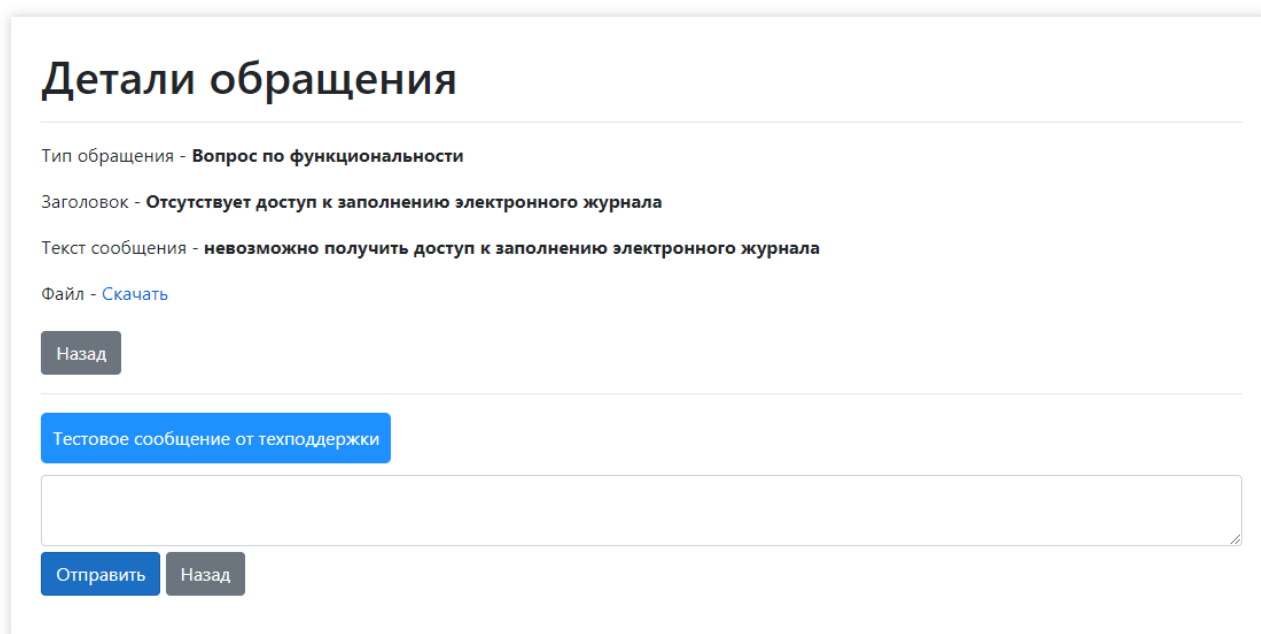 Детали обращения
Тип обращения - Вопрос по функциональности
Заголовок - Отсутствует доступ к заполнению электронного журнала
Текст сообщения - невозможно получить доступ к заполнению электронного журнала
Файл - Скачать
Назад
Тестовое сообщение от техподдержки
Отправить Назад